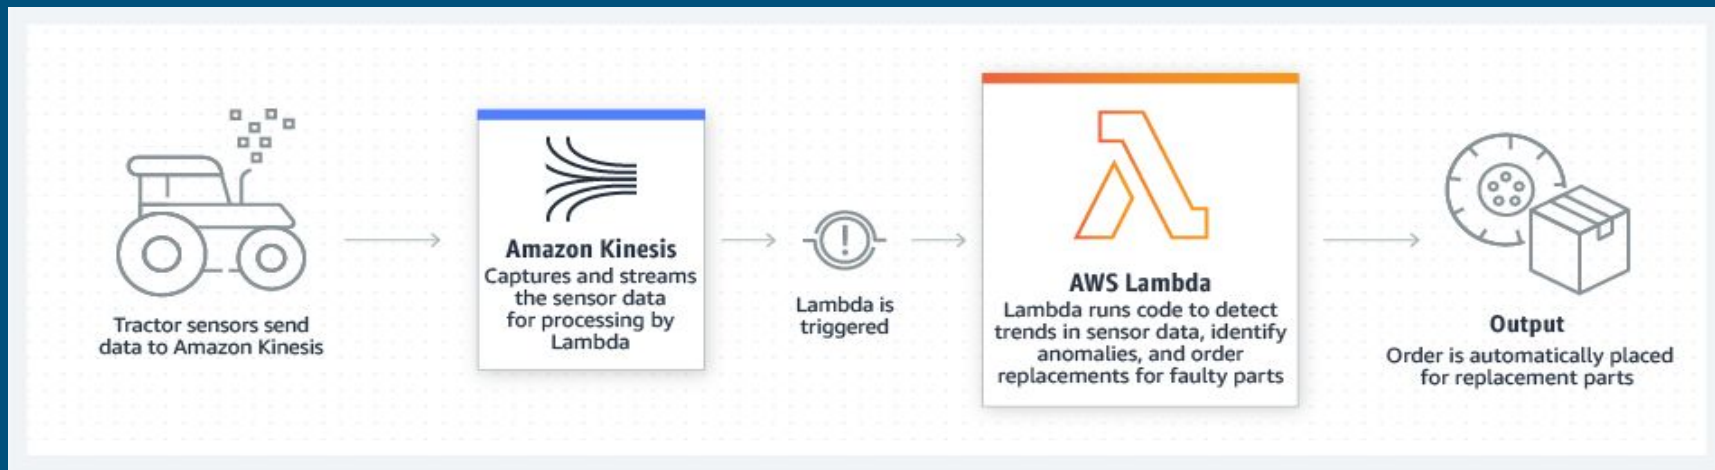 Tractor sensors send
data to Amazon Kinesis
Amazon Kinesis
Captures and streams
the sensor data
for processing by
Lambda
Lambda is
triggered
AWS Lambda
Lambda runs code to detect
trends in sensor data, identify
anomalies, and order
replacements for faulty parts
Output
Order is automatically placed
for replacement parts